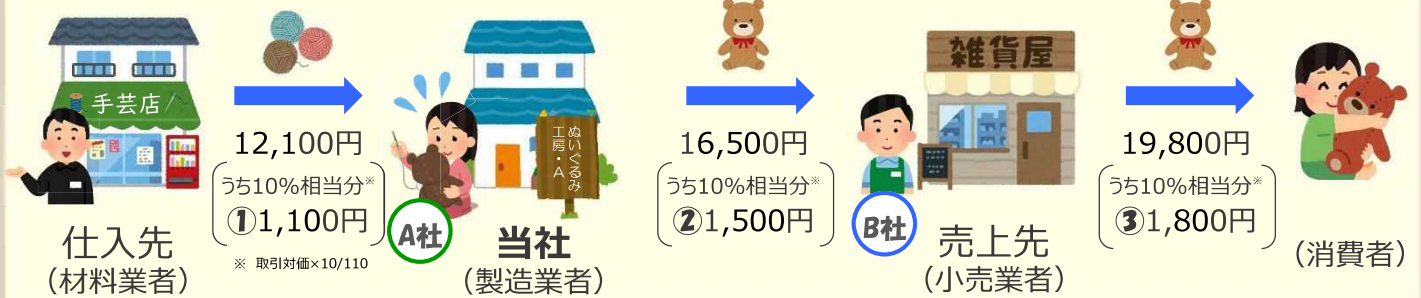 手芸店
12,100円
うち10%相当分※
①1,100円
※ 取引対価×10/110
仕入先
(材料業者)
ぬいぐるみ
工房・A
A社
当社
(製造業者)
16,500円
うち10%相当分※
②1,500円
雑貨屋
MOUNT
B社
売上先
(小売業者)
19,800円
うち10%相当分※
③1,800円
(消費者)